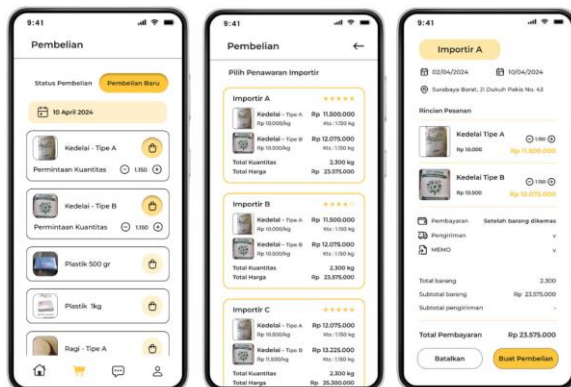 9:41
Pembelian
Status Pembelian Pembelian Baru
10 April 2024
Kedelai - Tipe A
Permintaan Kuantitas 1.150
Kedelai - Tipe B
Permintaan Kuantitas 1.150
Plastik 500 gr
Plastik 1kg
Ragi - Tipe A
9:41
Pembelian
Pilih Penawaran Importir
Importir A
Kedelai - Tipe A Rp 11.500.000
Rp 10.000/kg Kts : 1.150 kg
Kedelai - Tipe B Rp 12.075.000
Rp 10.500/kg Kts : 1.150 kg
Total Kuantitas 2.300 kg
Total Harga Rp 23.575.000
Importir B
Kedelai - Tipe A Rp 11.500.000
Rp 10.000/kg Kts : 1.150 kg
Kedelai - Tipe B Rp 12.075.000
Rp 10.500/kg Kts : 1.150 kg
Total Kuantitas 2.300 kg
Total Harga Rp 23.575.000
Importir C
Kedelai - Tipe A Rp 12.075.000
Rp 10.500/kg Kts : 1.150 kg
Kedelai - Tipe B Rp 13.225.000
Rp 11.500/kg Kts : 1.150 kg
Total Kuantitas 2.300 kg
Total Harga Rp 25.300.000
9:41
Importir A
02/04/2024 10/04/2024
Surabaya Barat, Jl Dukuh Pakis No. 43
Rincian Pesanan
Kedelai Tipe A 1.150
Rp 10.000 Rp 11.500.000
Kedelai Tipe B 1.150
Rp 10.500 Rp 12.075.000
Pembayaran Setelah barang dikemas
Pengiriman
MEMO
Total barang 2.300
Subtotal barang Rp 23.575.000
Subtotal pengiriman -
Total Pembayaran Rp 23.575.000
Batalkan Buat Pembelian